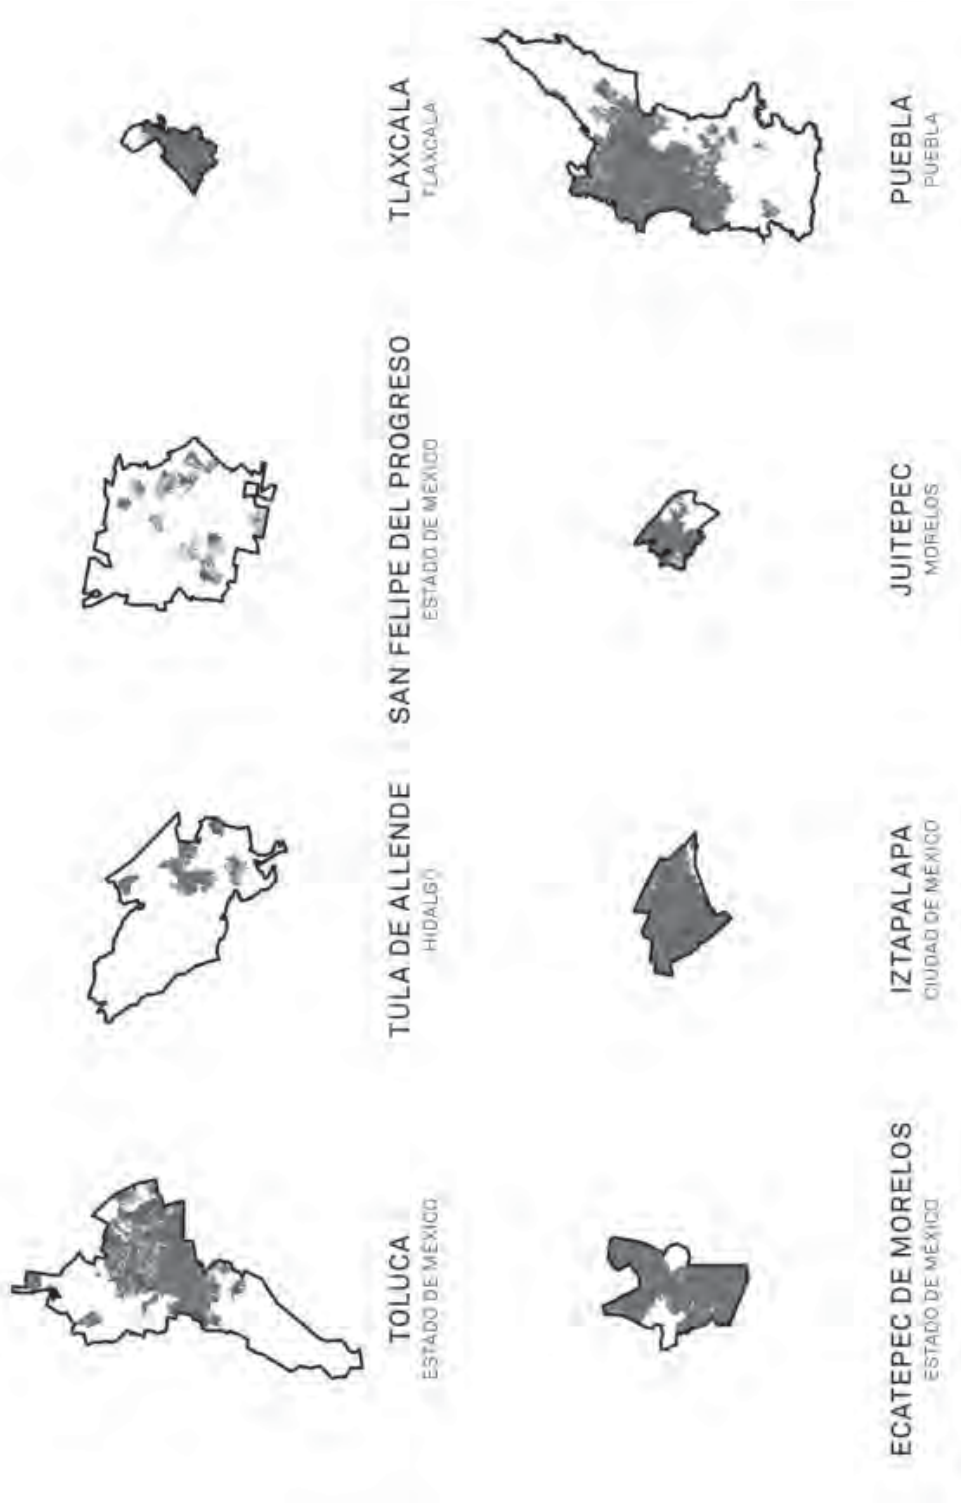 TOLUCA
ESTADO DE MÉXICO
TULA DE ALLENDE
HIDALGO
SAN FELIPE DEL PROGRESO
ESTADO DE MÉXICO
TLAXCALA
TLAXCALA
ECATEPEC DE MORELOS
ESTADO DE MÉXICO
IZTAPALAPA
CIUDAD DE MÉXICO
JUITEPEC
MORELOS
PUEBLA
PUEBLA